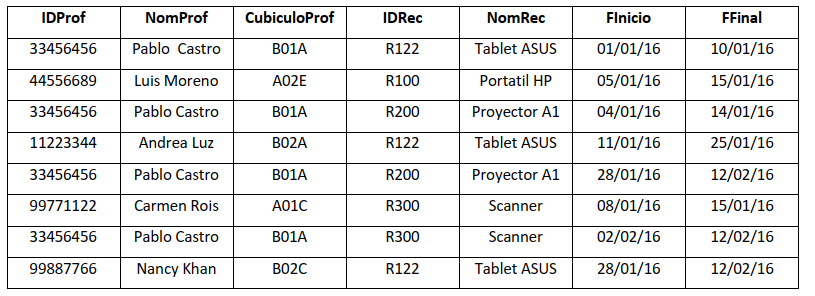 IDProf NomProf CubiculoProf IDRec NomRec FInicio FFinal
33456456 Pablo  Castro B01A R122 Tablet ASUS 01/01/16 10/01/16
44556689 Luis Moreno A02E R100 Portatil HP 05/01/16 15/01/16
33456456 Pablo Castro B01A R200 Proyector A1 04/01/16 14/01/16
11223344 Andrea Luz B02A R122 Tablet ASUS 11/01/16 25/01/16
33456456 Pablo Castro B01A R200 Proyector A1 28/01/16 12/02/16
99771122 Carmen Rois A01C R300 Scanner 08/01/16 15/01/16
33456456 Pablo Castro B01A R300 Scanner 02/02/16 12/02/16
99887766 Nancy Khan B02C R122 Tablet ASUS 28/01/16 12/02/16